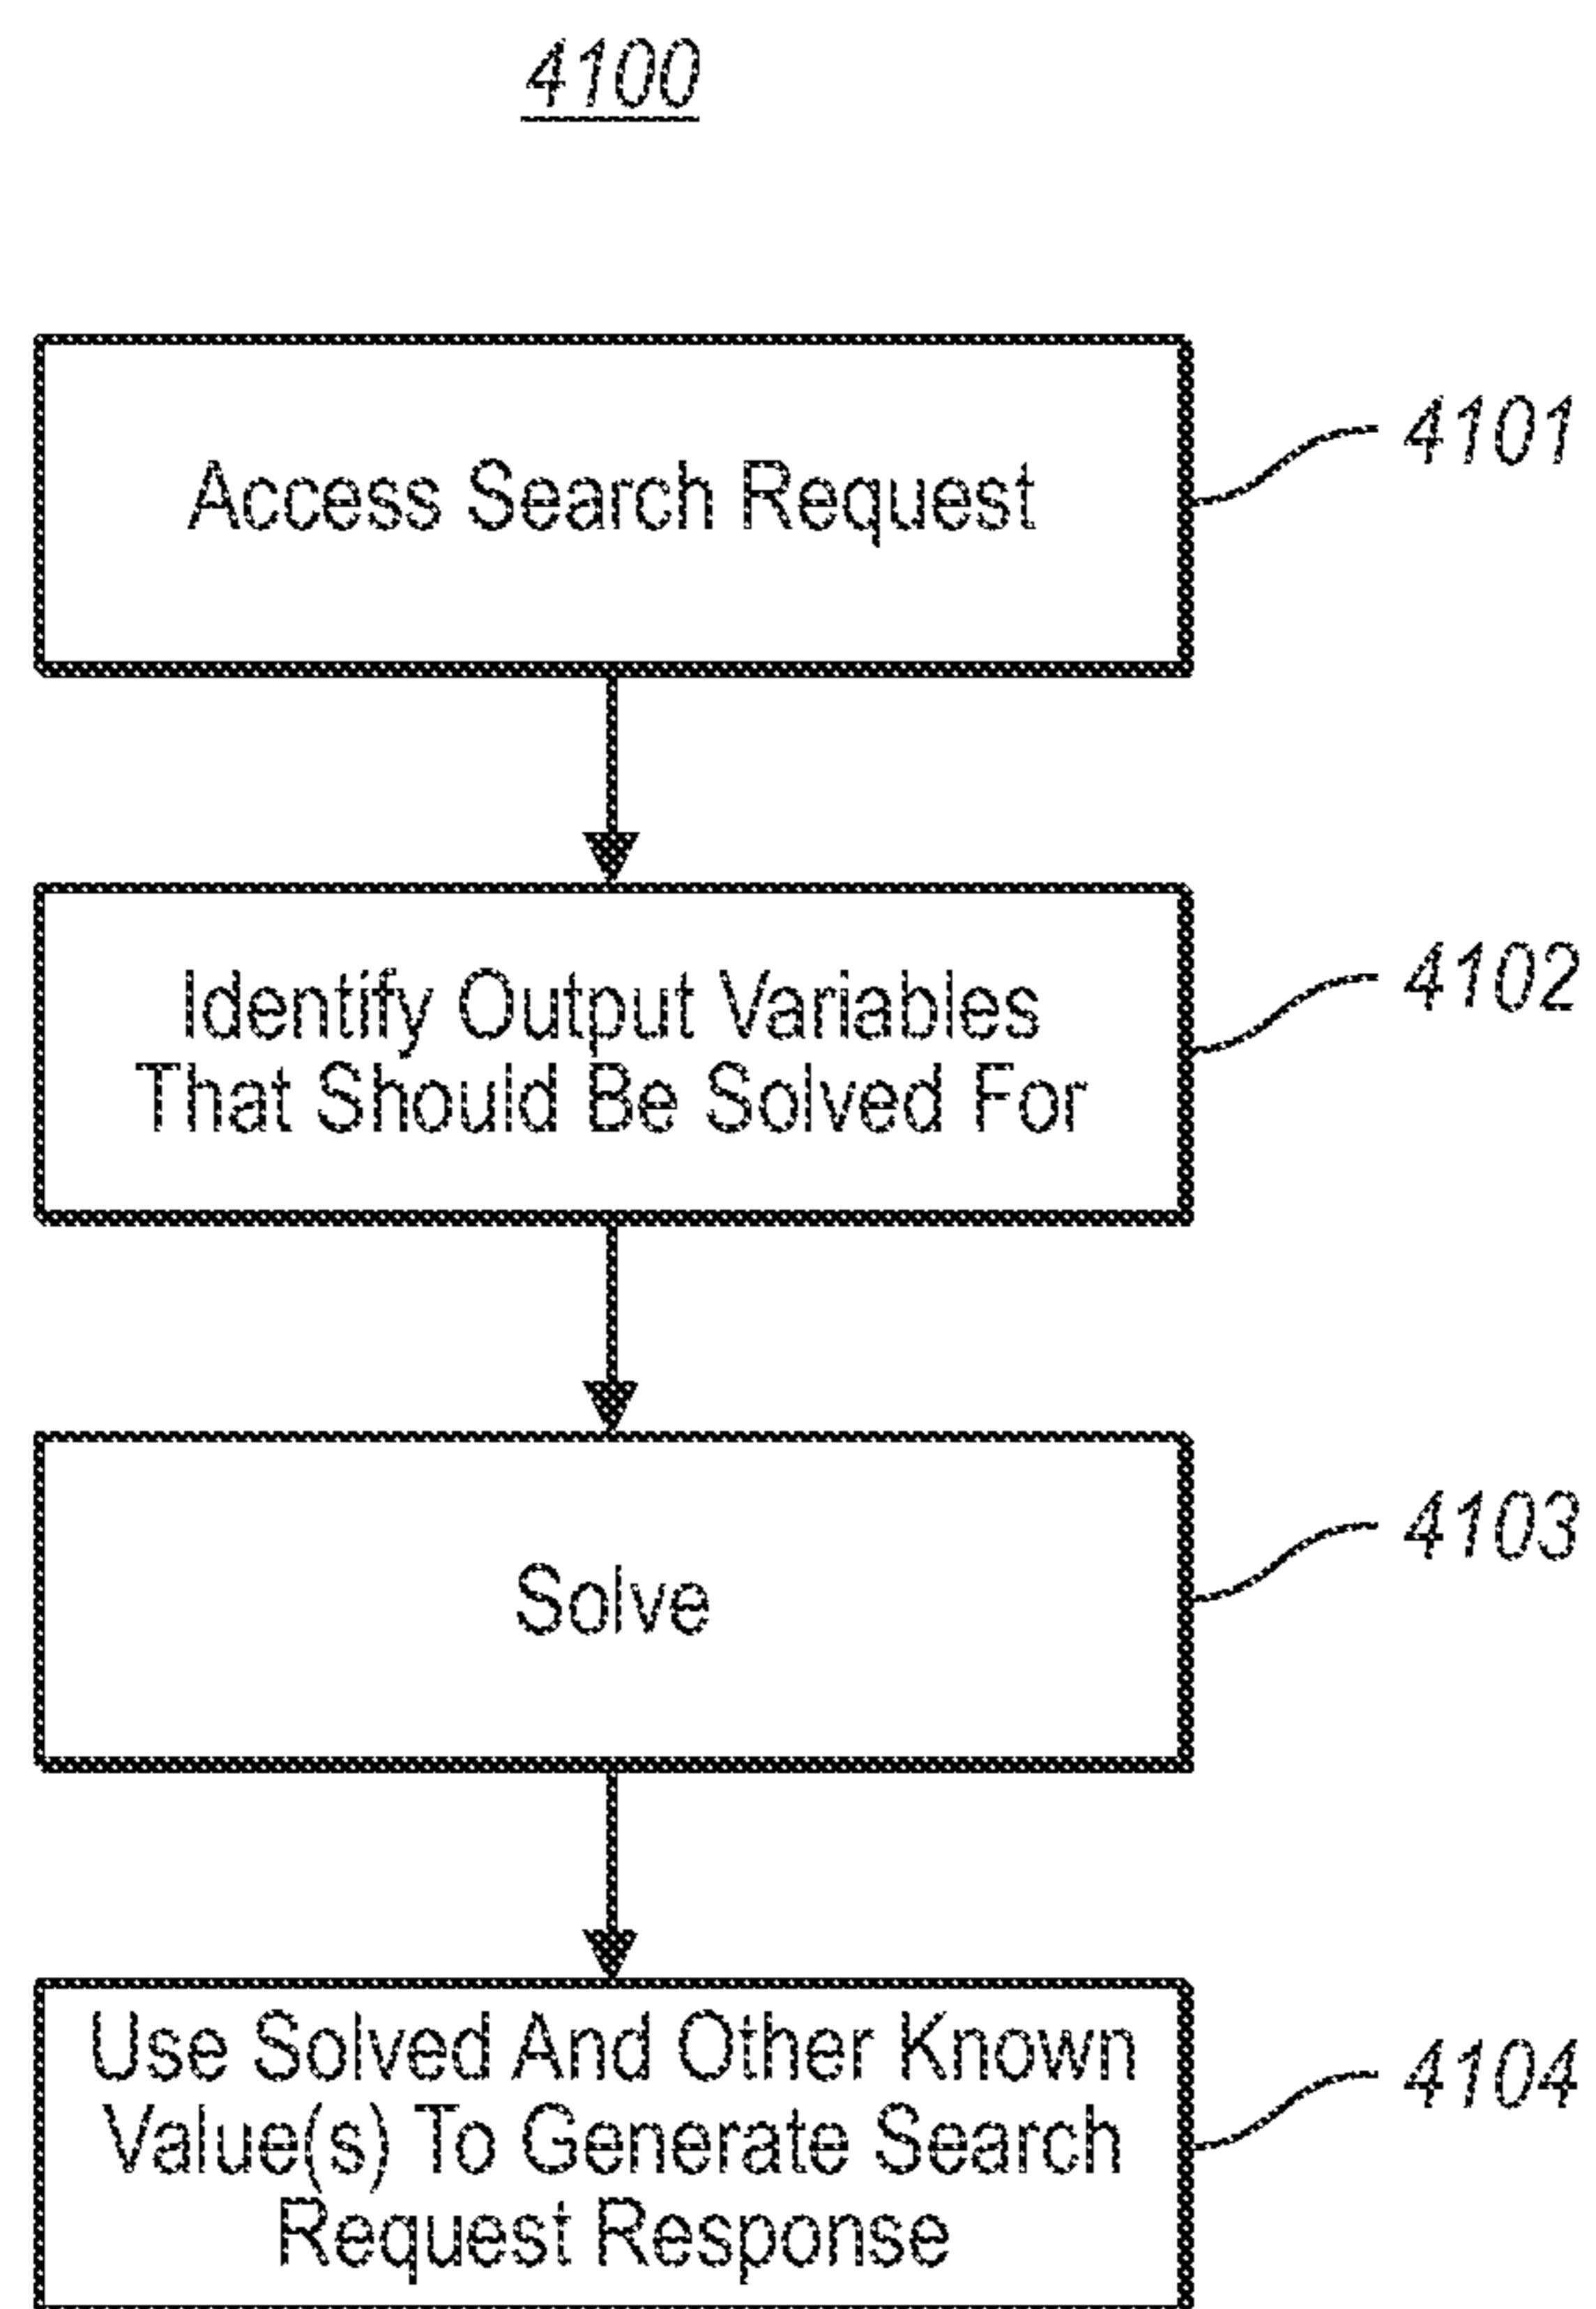 4100
Access Search Request
4101
Identify Output Variables
That Should Be Solved For
4102
Solve
4103
Use Solved And Other Known
Value(s) To Generate Search
Request Response
4104